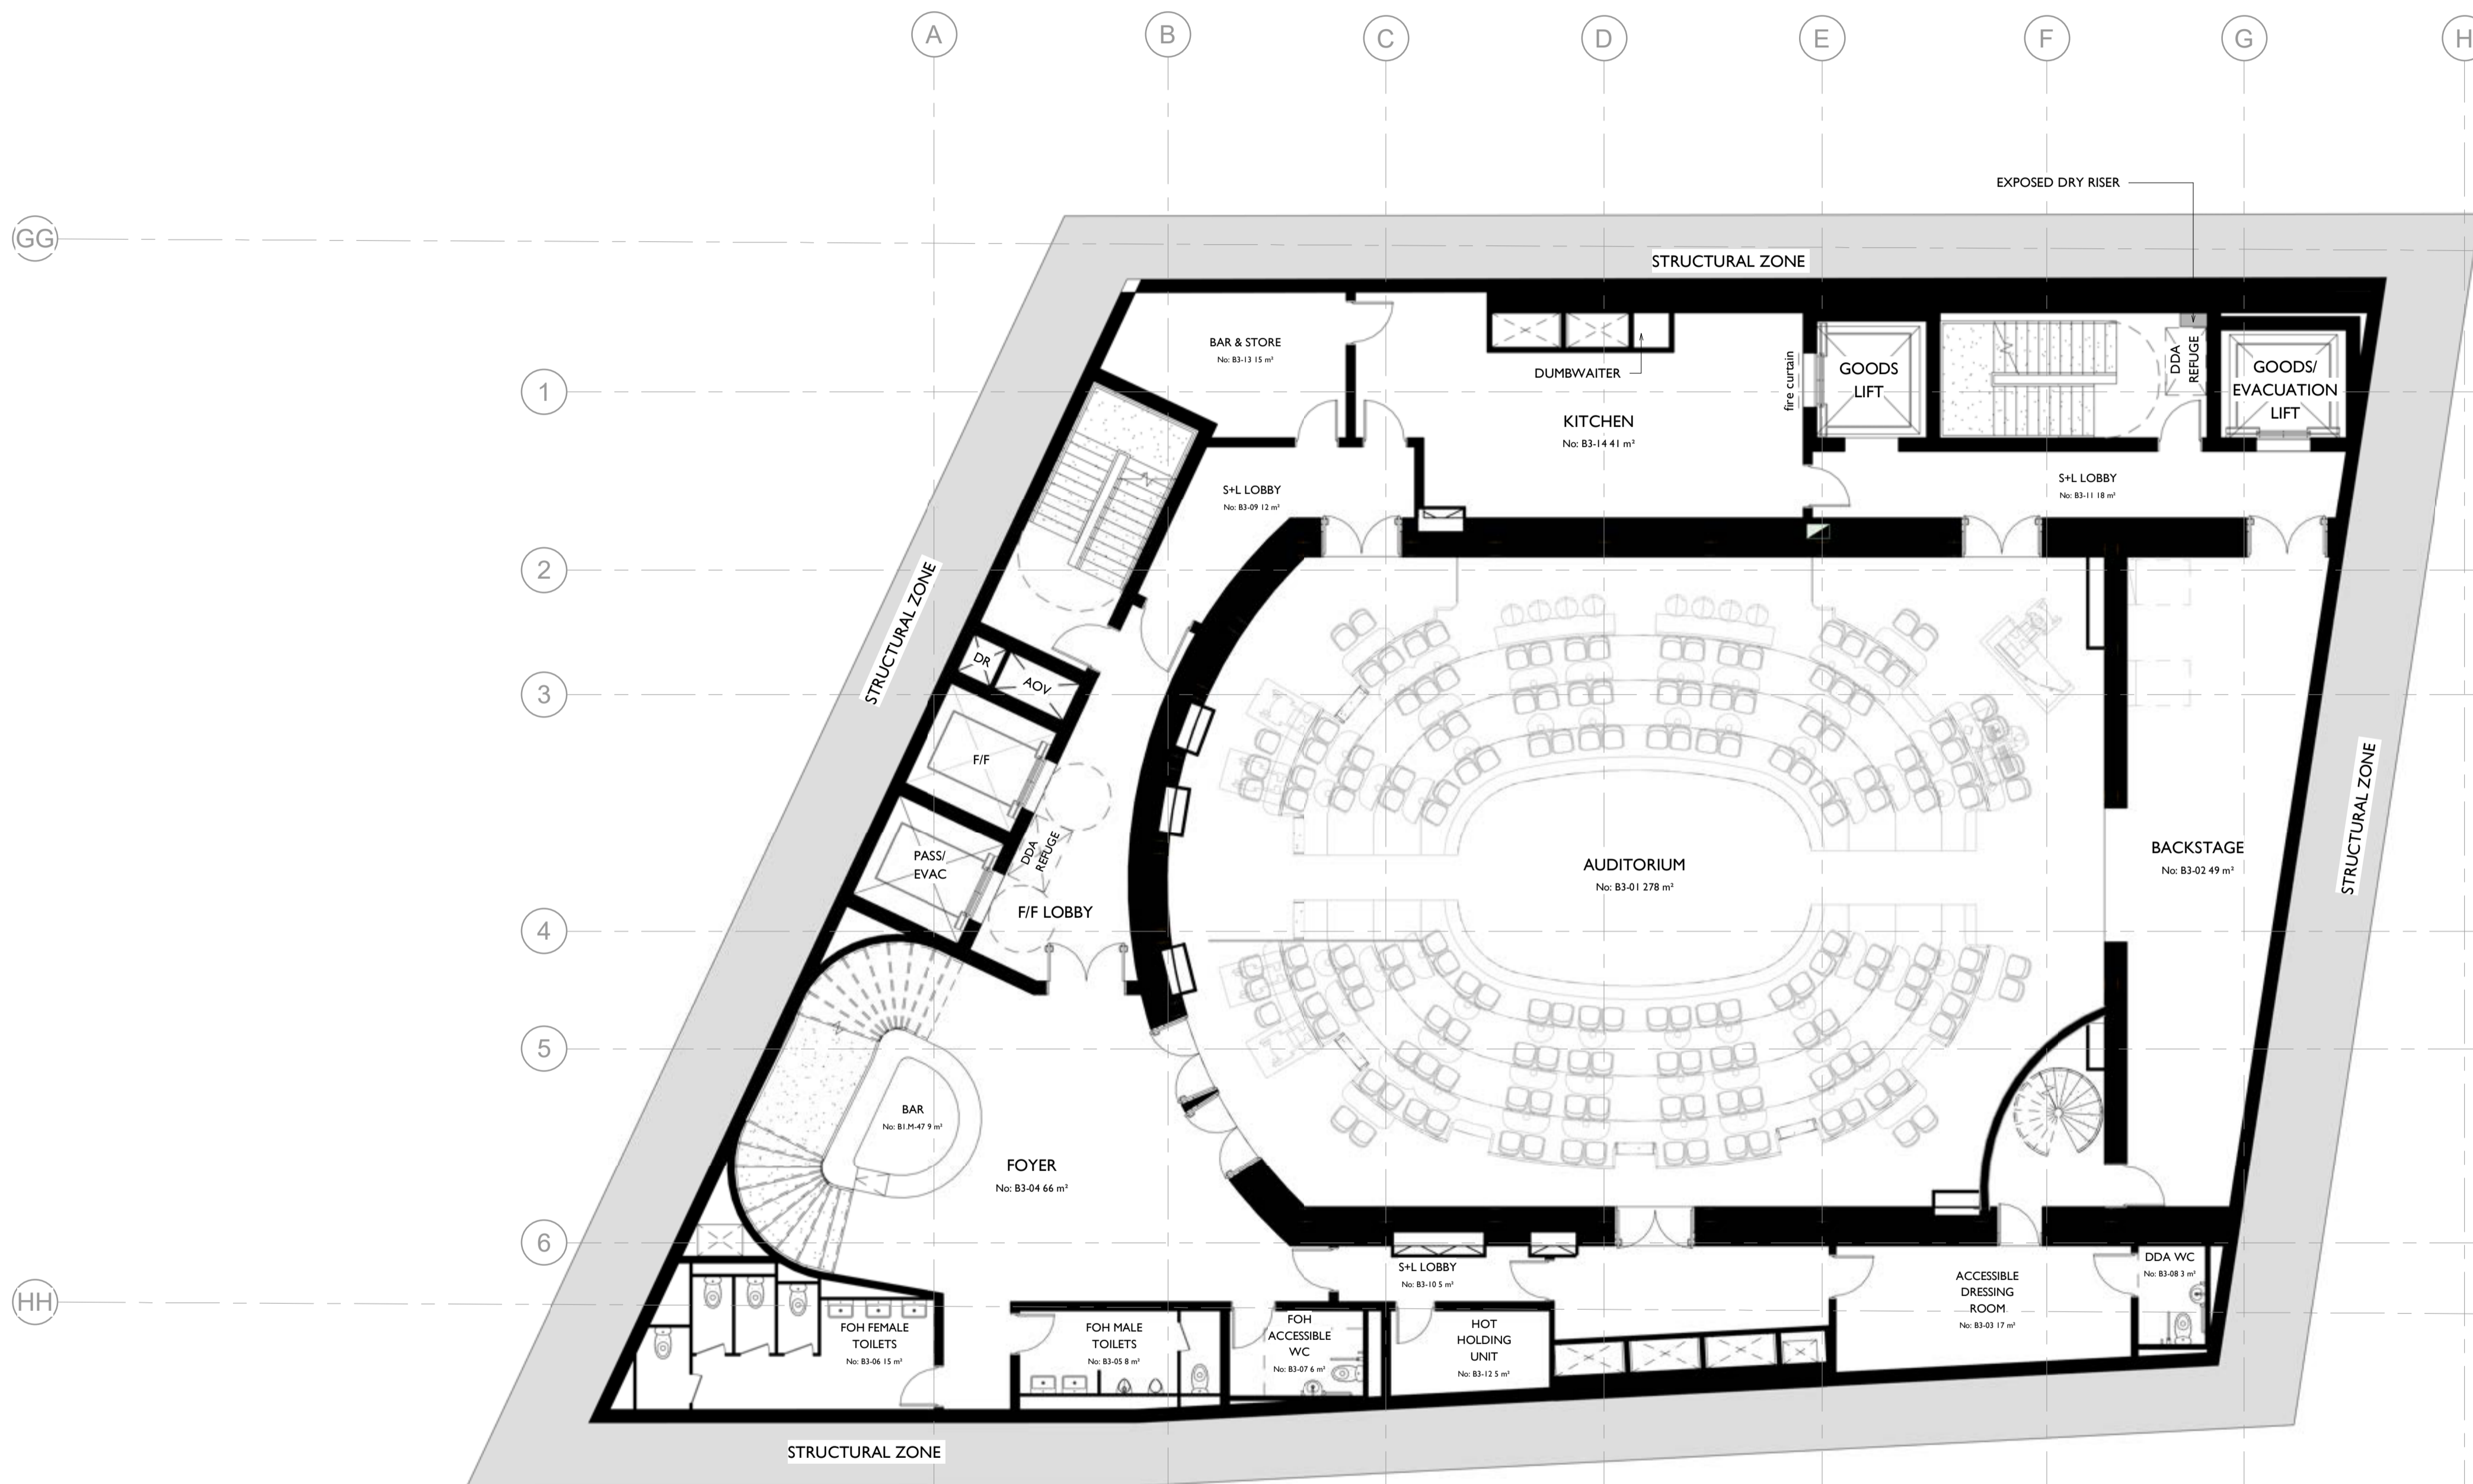 A
B
C
D
E
F
G
H
EXPOSED DRY RISER
GG
STRUCTURAL ZONE
BAR & STORE
No: B3-13 15 m²
DUMBWAITER
fire curtain
GOODS
LIFT
DDA
REFUGE
GOODS/
EVACUATION
LIFT
1
KITCHEN
No: B3-14 41 m²
S+L LOBBY
No: B3-09 12 m²
S+L LOBBY
No: B3-11 18 m²
2
STRUCTURAL ZONE
DR
AOV
3
F/F
PASS/
EVAC
DDA
REFUGE
F/F LOBBY
AUDITORIUM
No: B3-01 278 m²
BACKSTAGE
No: B3-02 49 m²
STRUCTURAL ZONE
4
5
BAR
No: B1.M-47 9 m²
FOYER
No: B3-04 66 m²
6
S+L LOBBY
No: B3-10 5 m²
ACCESSIBLE
DRESSING
ROOM
No: B3-03 17 m²
DDA WC
No: B3-08 3 m²
HH
FOH FEMALE
TOILETS
No: B3-06 15 m²
FOH MALE
TOILETS
No: B3-05 8 m²
FOH
ACCESSIBLE
WC
No: B3-07 6 m²
HOT
HOLDING
UNIT
No: B3-12 5 m²
STRUCTURAL ZONE